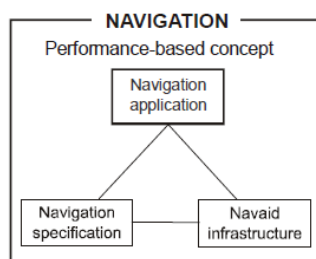 NAVIGATION
Performance-based concept
Navigation
application
Navigation
specification
Navaid
infrastructure